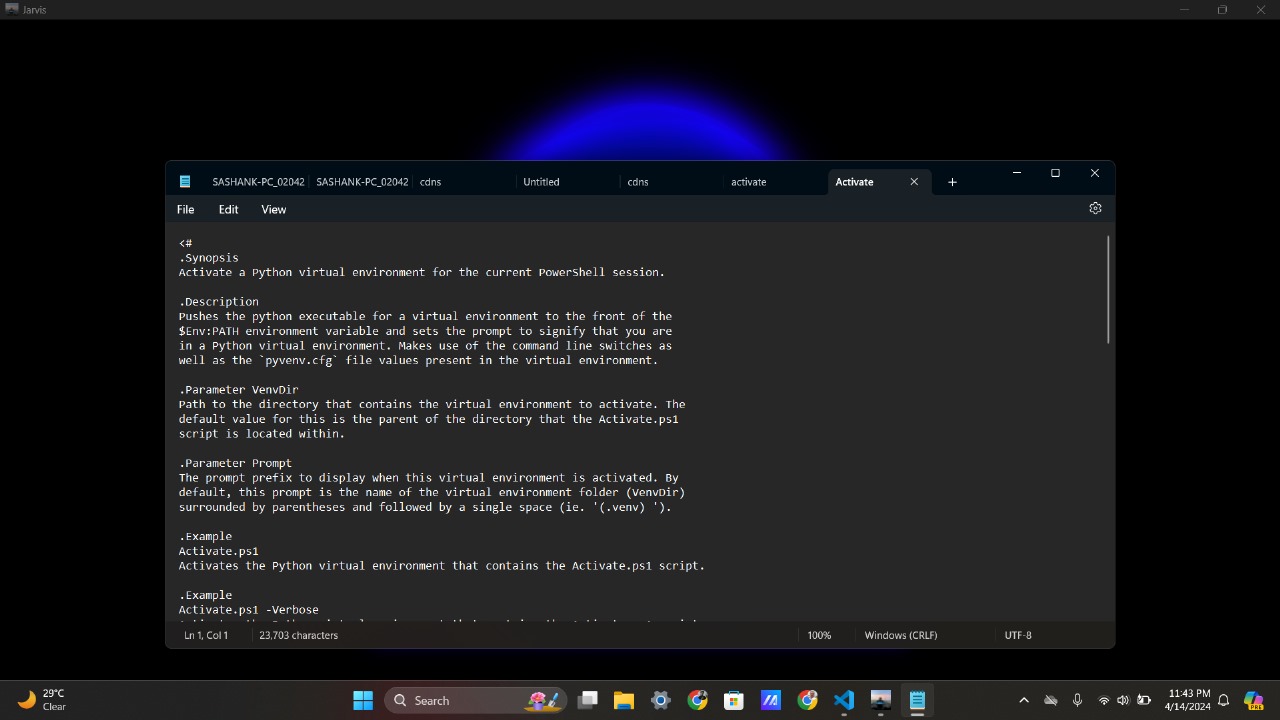 Jarvis
SASHANK-PC_02042
SASHANK-PC_02042
cdns
Untitled
cdns
activate
Activate
File
Edit
View
<#
.Synopsis
Activate a Python virtual environment for the current PowerShell session.
.Description
Pushes the python executable for a virtual environment to the front of the
$Env:PATH environment variable and sets the prompt to signify that you are
in a Python virtual environment. Makes use of the command line switches as
well as the `pyvenv.cfg` file values present in the virtual environment.
.Parameter VenvDir
Path to the directory that contains the virtual environment to activate. The
default value for this is the parent of the directory that the Activate.ps1
script is located within.
.Parameter Prompt
The prompt prefix to display when this virtual environment is activated. By
default, this prompt is the name of the virtual environment folder (VenvDir)
surrounded by parentheses and followed by a single space (ie. '(.venv) ').
.Example
Activate.ps1
Activates the Python virtual environment that contains the Activate.ps1 script.
.Example
Activate.ps1 -Verbose
Ln 1, Col 1
23,703 characters
100%
Windows (CRLF)
UTF-8
29°C
Clear
Search
11:43 PM
4/14/2024
PRE